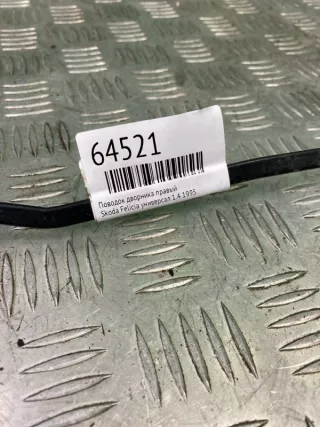 64521
Поводок дворника правый
Skoda Felicia универсал 1.4 1995